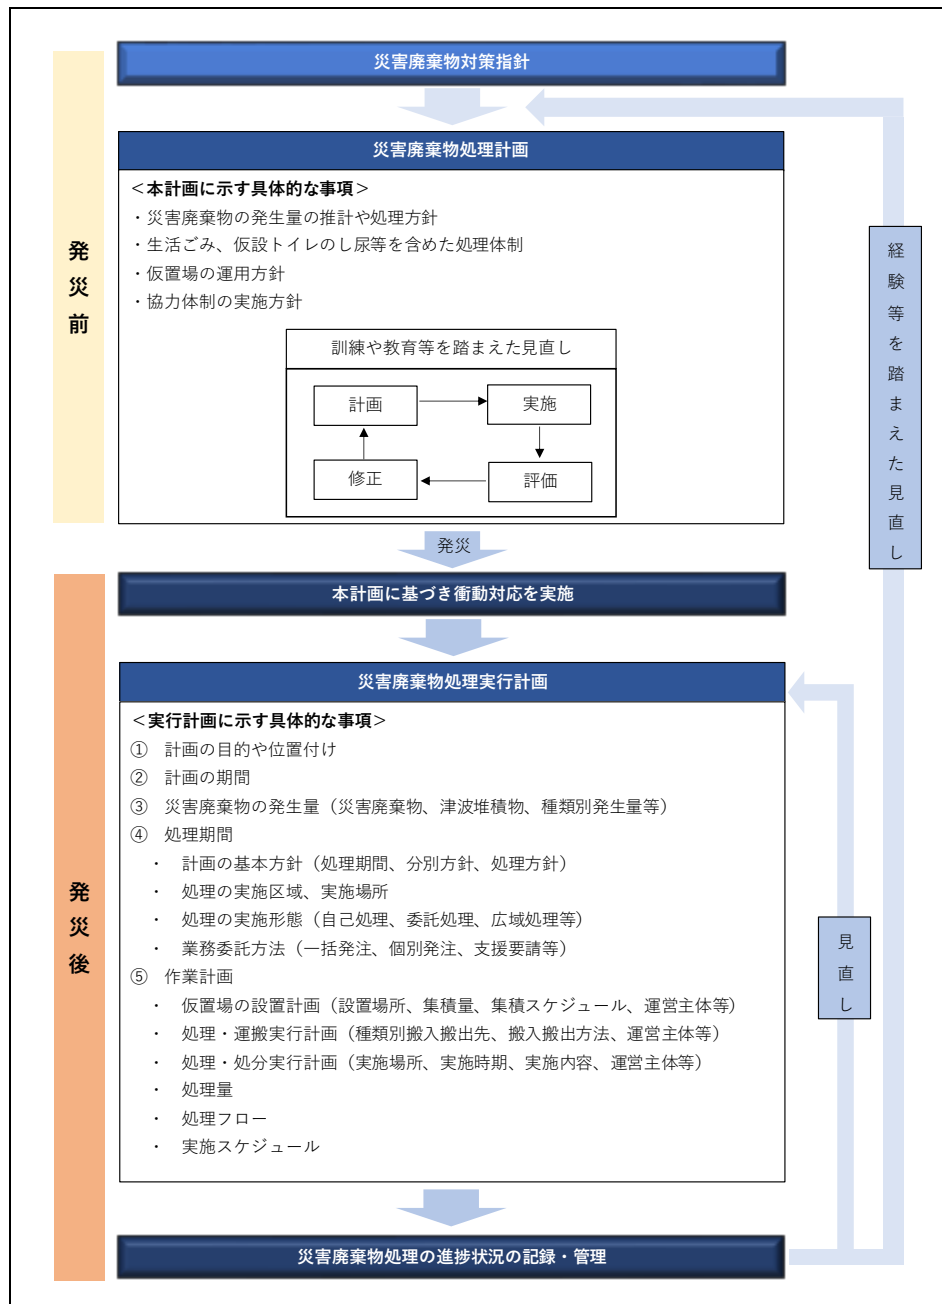 災害廃棄物対策指針
発災前
災害廃棄物処理計画
＜本計画に示す具体的な事項＞
・災害廃棄物の発生量の推計や処理方針
・生活ごみ、仮設トイレのし尿等を含めた処理体制
・仮置場の運用方針
・協力体制の実施方針
訓練や教育等を踏まえた見直し
計画
実施
修正
評価
経験等を踏まえた見直し
発災
発災後
本計画に基づき衝動対応を実施
災害廃棄物処理実行計画
＜実行計画に示す具体的な事項＞
① 計画の目的や位置付け
② 計画の期間
③ 災害廃棄物の発生量（災害廃棄物、津波堆積物、種類別発生量等）
④ 処理期間
・ 計画の基本方針（処理期間、分別方針、処理方針）
・ 処理の実施区域、実施場所
・ 処理の実施形態（自己処理、委託処理、広域処理等）
・ 業務委託方法（一括発注、個別発注、支援要請等）
⑤ 作業計画
・ 仮置場の設置計画（設置場所、集積量、集積スケジュール、運営主体等）
・ 処理・運搬実行計画（種類別搬入搬出先、搬入搬出方法、運営主体等）
・ 処理・処分実行計画（実施場所、実施時期、実施内容、運営主体等）
・ 処理量
・ 処理フロー
・ 実施スケジュール
見直し
災害廃棄物処理の進捗状況の記録・管理